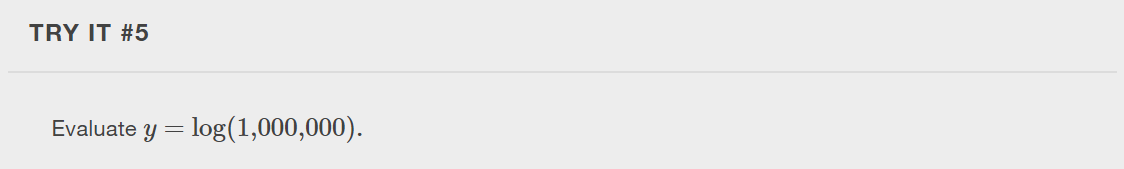 TRY IT #5
Evaluate y = log(1,000,000).